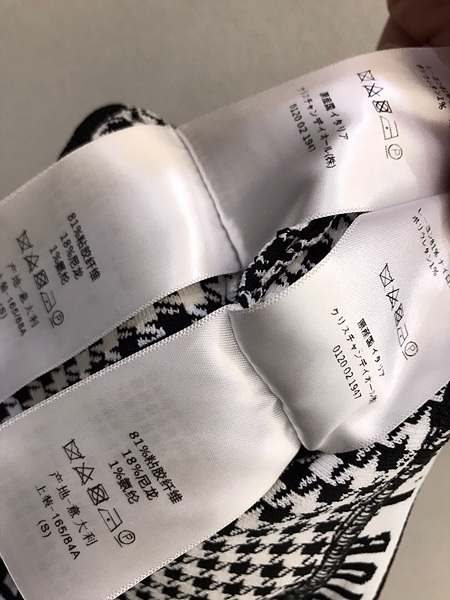 原産国 イタリア
クリスチャン ディオール(株)
0120 02 1947
81%粘胶纤维
18%尼龙
1%氨纶
产地:意大利
上装-165/88A
(S)
原産国 イタリア
クリスチャン ディオール
0120 02 1947
81%粘胶纤维
18%尼龙
1%氨纶
产地:意大利
上装-165/84A
(S)